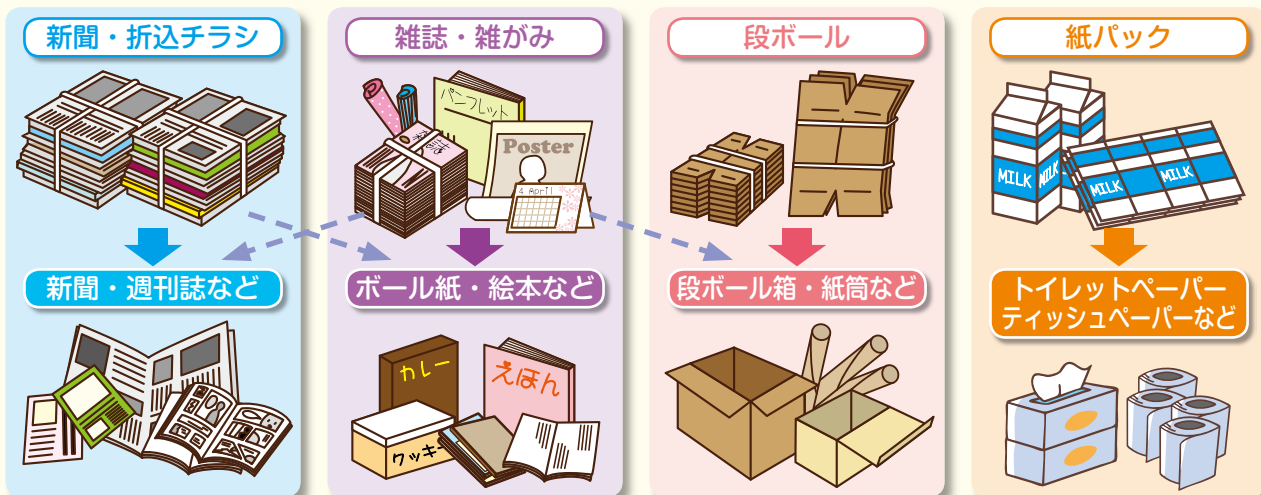 新聞・折込チラシ
新聞・週刊誌など
雑誌・雑がみ
パンフレット
雑誌
Poster
4 April
ボール紙・絵本など
カレー
えほん
クッキー
段ボール
段ボール箱・紙筒など
紙パック
MILK
MILK
MILK
MILK
トイレットペーパー
ティッシュペーパーなど